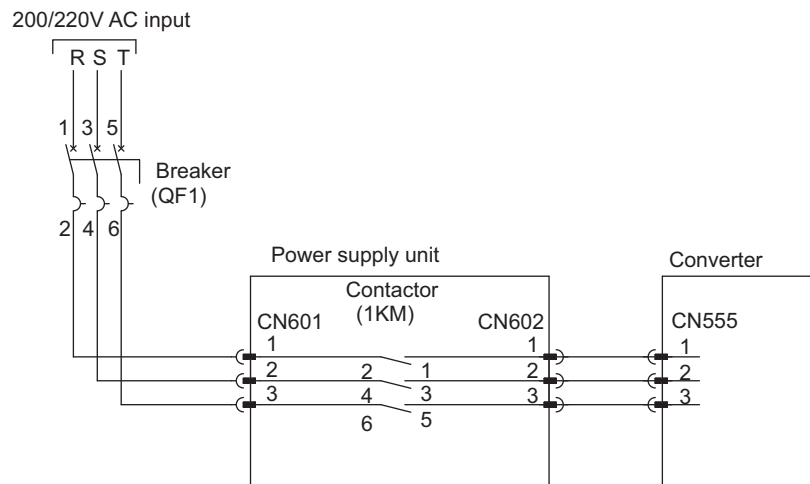 200/220V AC input
R S T
1 3 5
Breaker
(QF1)
2 4 6
Power supply unit
Converter
Contactor
(1KM)
CN601
CN602
CN555
1 1 1
2 2 1 2 2
3 4 3 3 3
6 5